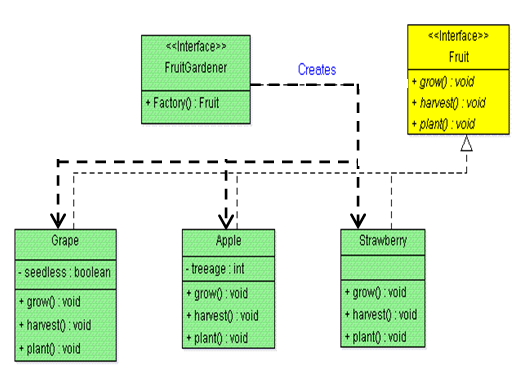 <<Interface>>
FruitGardener
+ Factory() : Fruit
Creates
<<Interface>>
Fruit
+ grow() : void
+ harvest() : void
+ plant() : void
Grape
- seedless : boolean
+ grow() : void
+ harvest() : void
+ plant() : void
Apple
- treeage : int
+ grow() : void
+ harvest() : void
+ plant() : void
Strawberry
+ grow() : void
+ harvest() : void
+ plant() : void